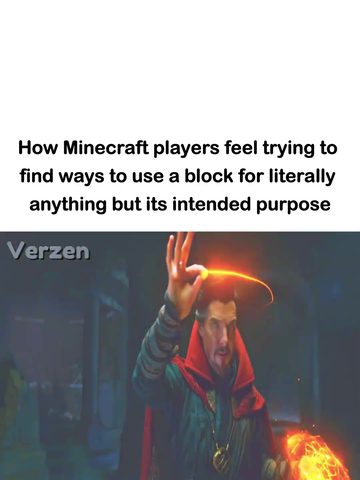 How Minecraft players feel trying to
find ways to use a block for literally
anything but its intended purpose
Verzen